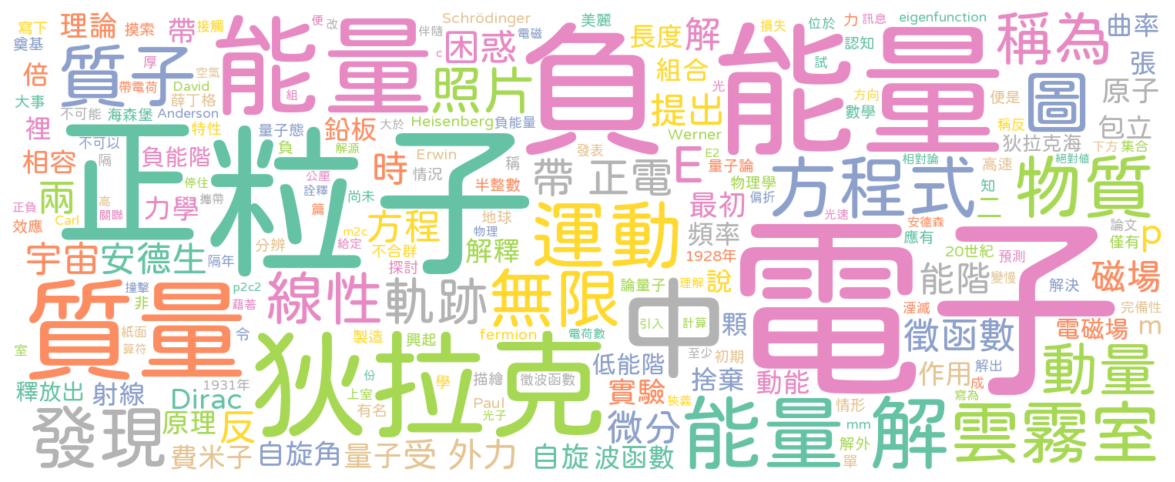 寫下 理論 摸索 帶 能量 Schrödinger 接觸 便 改 伴隨 電磁 美麗 負 損失 位於 力 訊息 eigenfunction 能量 稱為 曲率
奠基 倍 質子 厚 空氣 c 困惑 長度 解 認知 試 圖 張
大事 帶電荷 David 組 照片 組合 光 方向 數學 便是 原子
裡 不可能 海森堡 Anderson 薛丁格 特性 量子態 大於 Heisenberg 負能量 提出 Werner 稱反 狄拉克海 包立 下方 集合
相容 不可以 隔 負能階 正粒子 負 鉛板 稱 發表 E E2 量子論 相對論 絕對值
兩 停住 解源 時 情況 Erwin 半整數 帶 正電 物理學 高速 方程式 知 二 物質
正負 高 攜帶 力學 公厘 詮釋 篇 尚未 運動 最初 偏折 光速 安德森 論文
效應 關聯 Carl 方程 地球 物理 頻率 1928年 應有 20世紀 預測 僅有 p
宇宙 安德生 分辨 m2c 給定 不合群 解釋 探討 論量子 理解 說 電子 能階 變慢 磁場
隔年 撞擊 非 p2c2 藉著 線性 軌跡 無限 中 引入 計算 顆 湮滅 解決 完備性
質量 紙面 算符 令 狄拉克 興起 fermion 製造 電荷數 徵函數 電磁場 m
室 釋放出 射線 1931年 Dirac 份 學 初期 描繪 徵波函數 低能階 至少 動能 捨棄 作用 解出 成 動量
發現 原理 反 上室 有名 Paul 光子 實驗 狹義 情形 寫為
費米子 自旋角 量子 受 外力 自旋 微分 波函數 能量 mm 解外 單 解 雲霧室